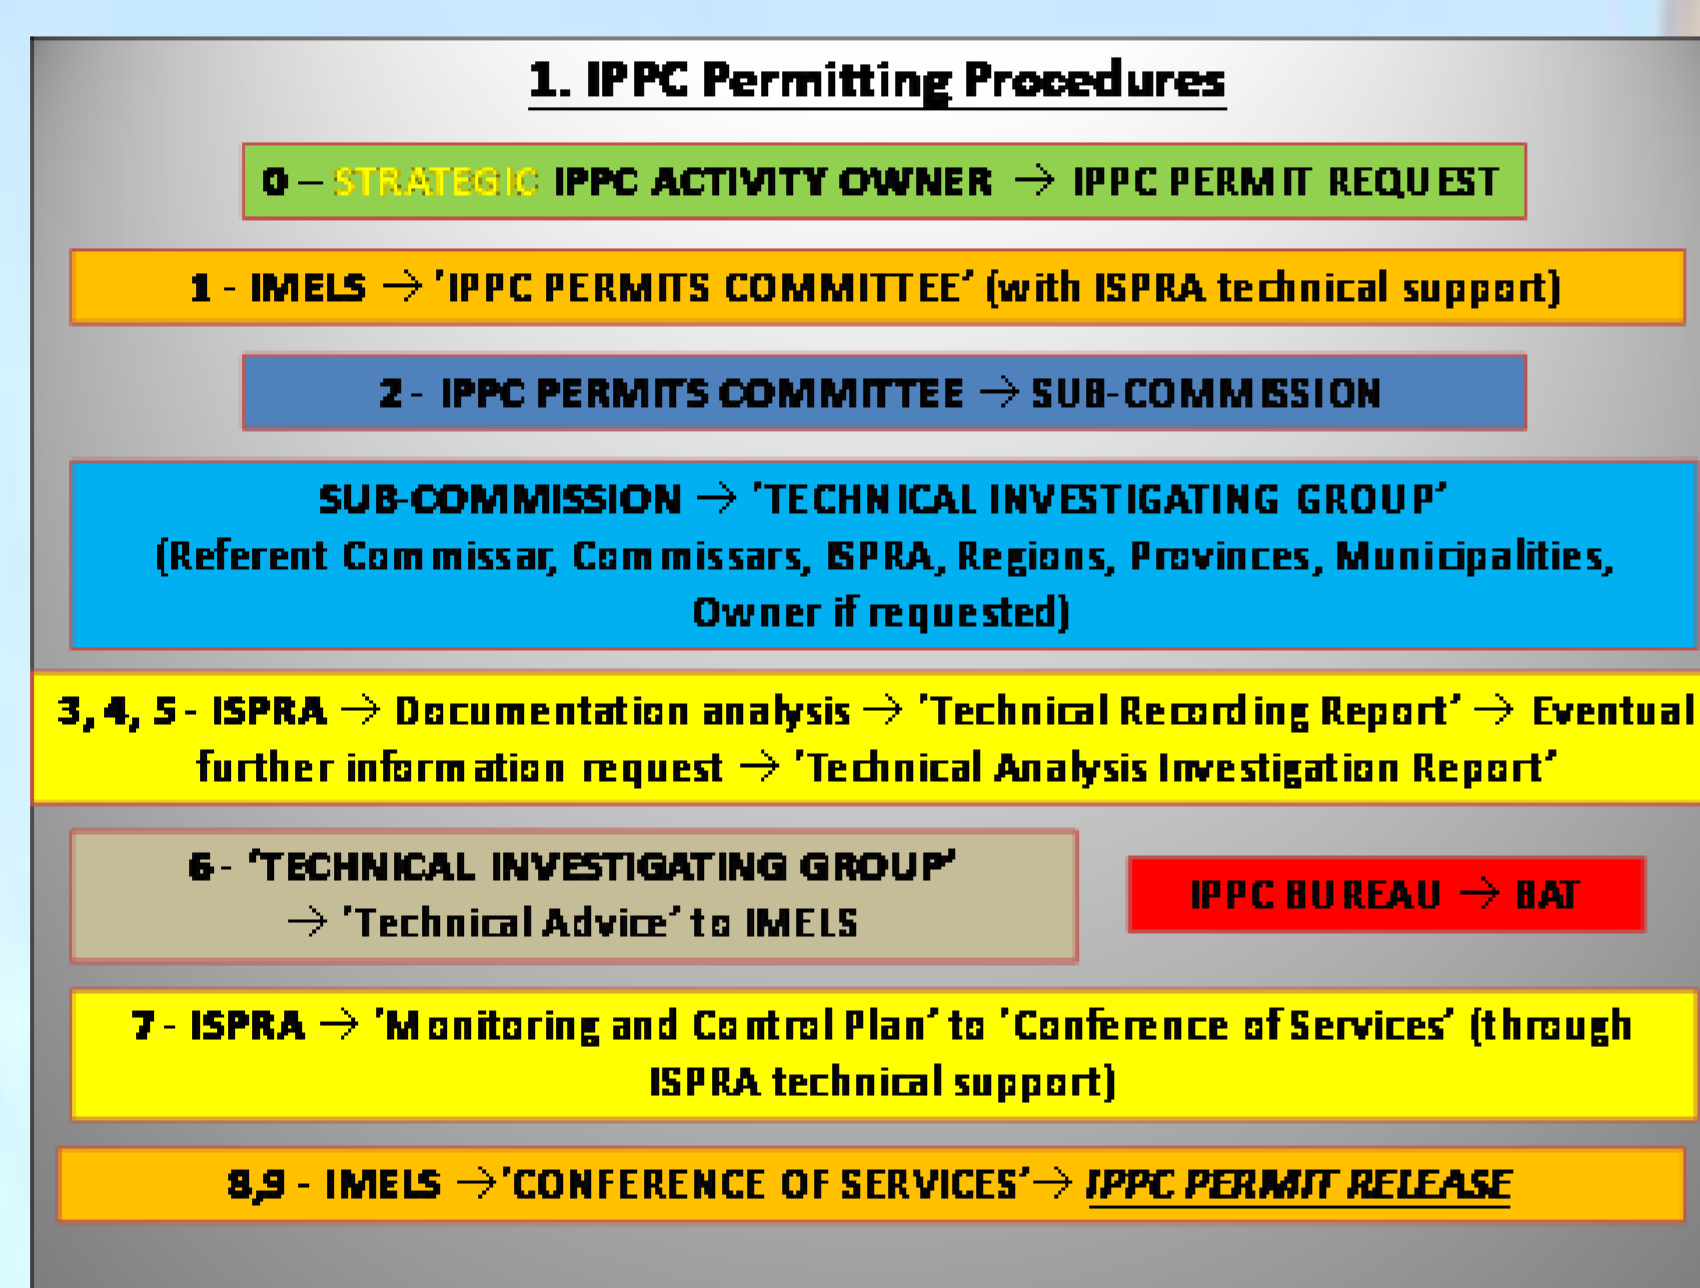 1. IPPC Permitting Procedures
0 – STRATEGIC IPPC ACTIVITY OWNER → IPPC PERMIT REQUEST
1 - IMELS → 'IPPC PERMITS COMMITTEE' (with ISPRA technical support)
2 - IPPC PERMITS COMMITTEE → SUB-COMMISSION
SUB-COMMISSION → 'TECHNICAL INVESTIGATING GROUP'
(Referent Commissar, Commissars, ISPRA, Regions, Provinces, Municipalities,
Owner if requested)
3, 4, 5 - ISPRA → Documentation analysis → 'Technical Recording Report' → Eventual
further information request → 'Technical Analysis Investigation Report'
6 - 'TECHNICAL INVESTIGATING GROUP'
→ 'Technical Advice' to IMELS
IPPC BUREAU → BAT
7 - ISPRA → 'Monitoring and Control Plan' to 'Conference of Services' (through
ISPRA technical support)
8,9 - IMELS →'CONFERENCE OF SERVICES'→ IPPC PERMIT RELEASE